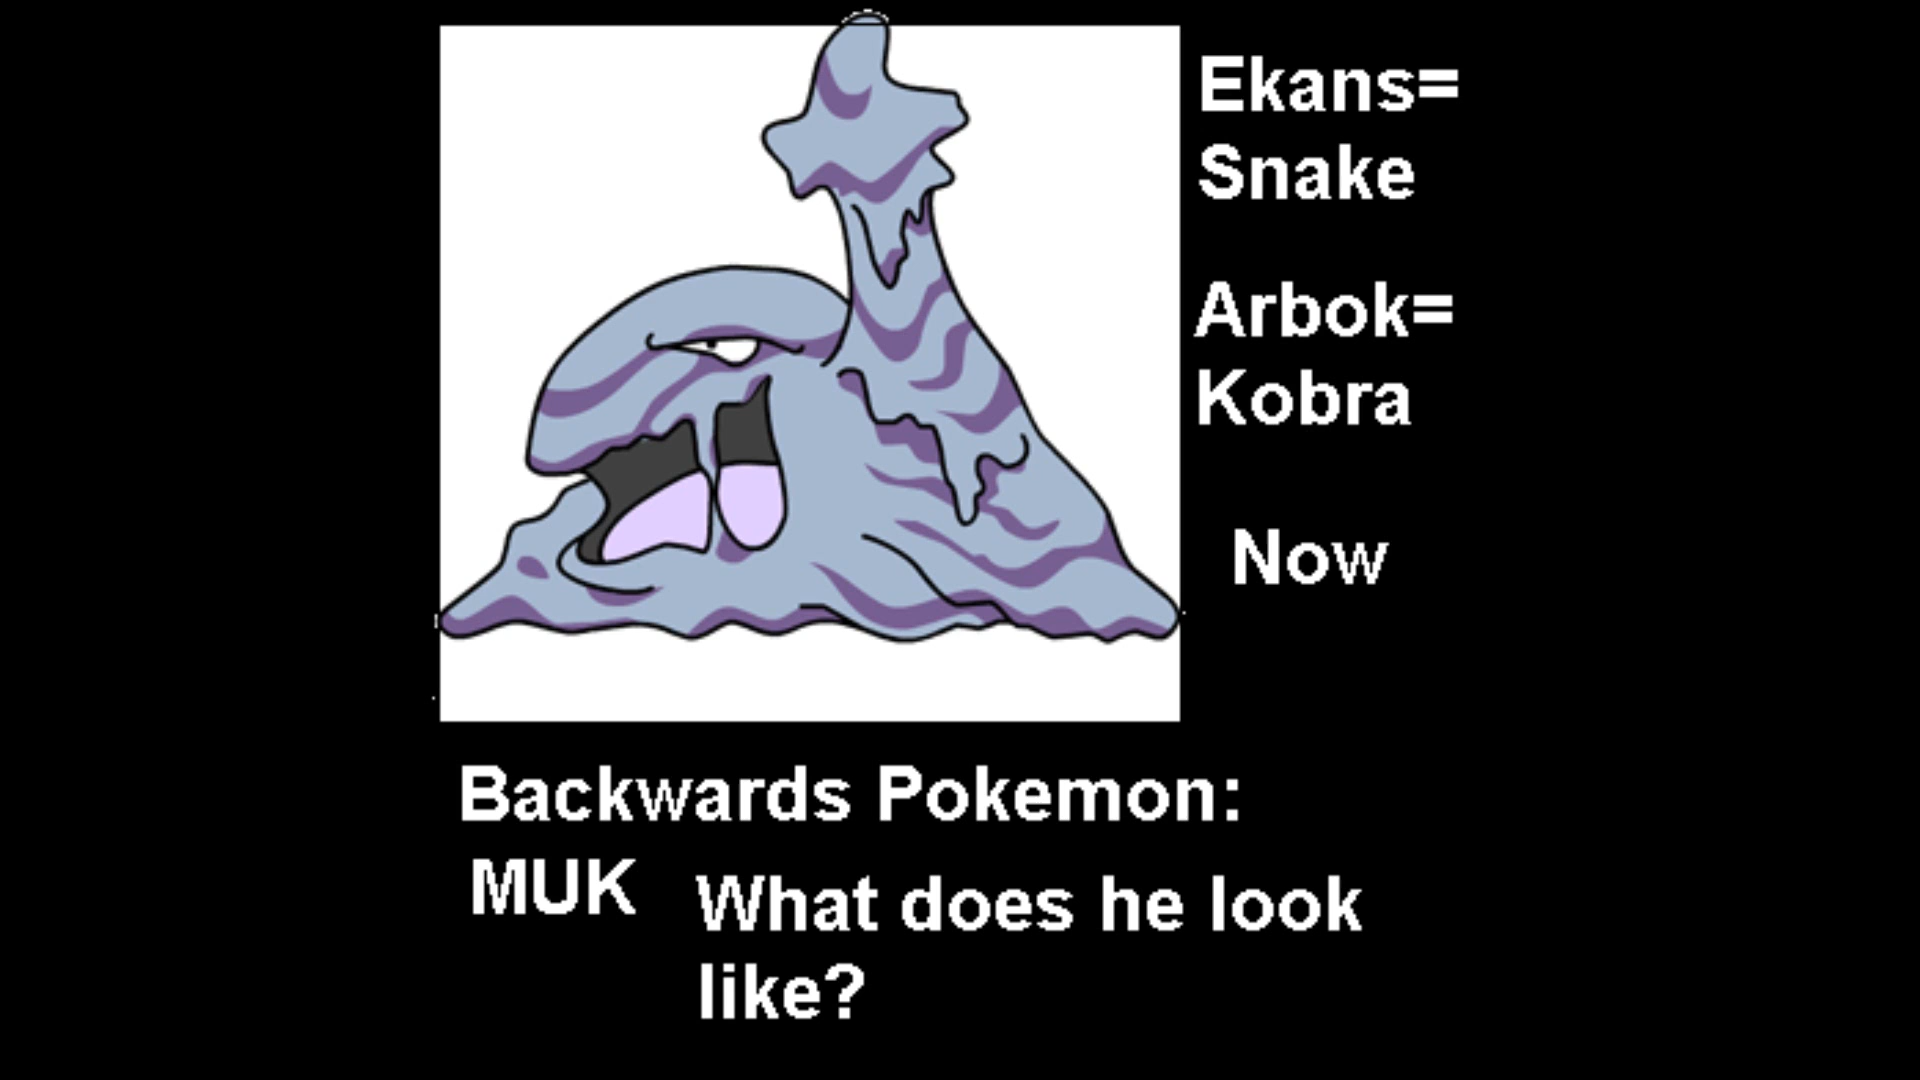 Ekans=
Snake
Arbok=
Kobra
Now
Backwards Pokemon:
MUK
What does he look
like?